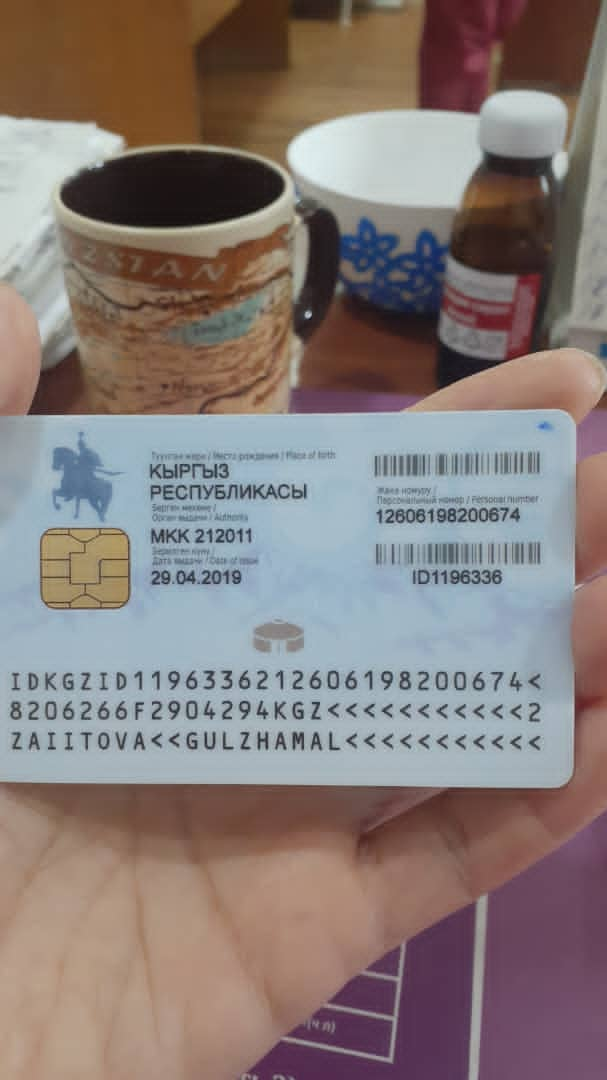 ZSTAN
Туулган жери / Место рождения / Place of birth
КЫРГЫЗ
РЕСПУБЛИКАСЫ
Берген мекеме /
Орган выдачи / Authority
МКК 212011
Берилген күнү /
Дата выдачи / Date of issue
29.04.2019
Жеке номуру /
Персональный номер / Personal number
12606198200674
ID1196336
IDKGZID1196336212606198200674<
8206266F2904294KGZ<<<<<<<<<<<2
ZAIITOVA<<GULZHAMAL<<<<<<<<<<<